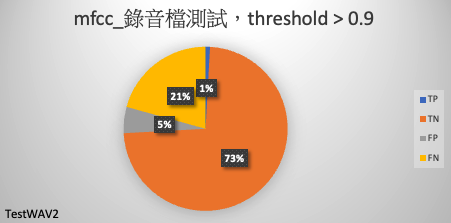 mfcc_錄音檔測試，threshold > 0.9
1%
21%
5%
73%
TP
TN
FP
FN
TestWAV2